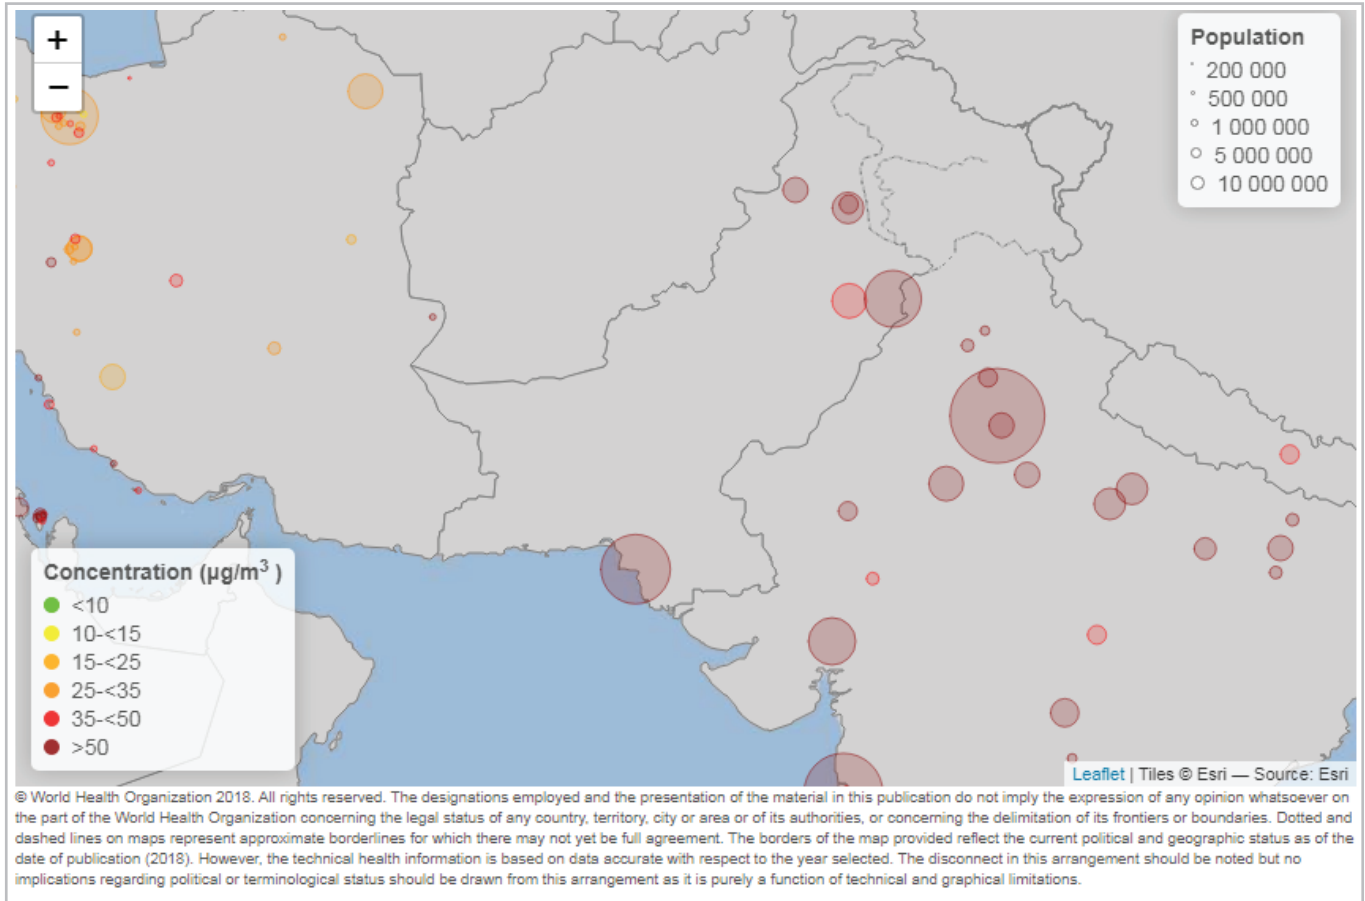 +
−
Population
200 000
500 000
1 000 000
5 000 000
10 000 000
Concentration (µg/m³ )
<10
10-<15
15-<25
25-<35
35-<50
>50
Leaflet | Tiles © Esri — Source: Esri
© World Health Organization 2018. All rights reserved. The designations employed and the presentation of the material in this publication do not imply the expression of any opinion whatsoever on
the part of the World Health Organization concerning the legal status of any country, territory, city or area or of its authorities, or concerning the delimitation of its frontiers or boundaries. Dotted and
dashed lines on maps represent approximate borderlines for which there may not yet be full agreement. The borders of the map provided reflect the current political and geographic status as of the
date of publication (2018). However, the technical health information is based on data accurate with respect to the year selected. The disconnect in this arrangement should be noted but no
implications regarding political or terminological status should be drawn from this arrangement as it is purely a function of technical and graphical limitations.